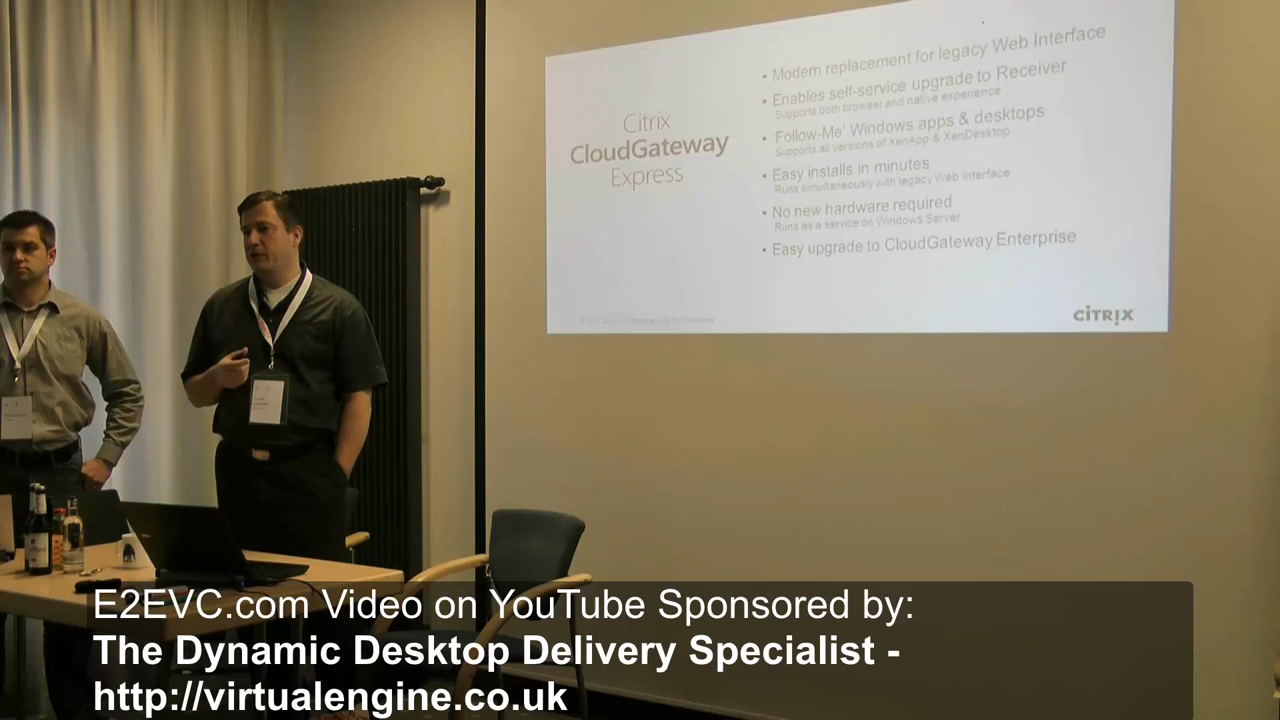 Citrix
CloudGateway
Express
• Modern replacement for legacy Web Interface
• Enables self-service upgrade to Receiver
Supports both browser and native experience
• 'Follow-Me' Windows apps & desktops
Supports all versions of XenApp & XenDesktop
• Easy installs in minutes
Runs simultaneously with legacy Web Interface
• No new hardware required
Runs as a service on Windows Server
• Easy upgrade to CloudGateway Enterprise
CITRIX
E2EVC.com Video on YouTube Sponsored by:
The Dynamic Desktop Delivery Specialist -
http://virtualengine.co.uk